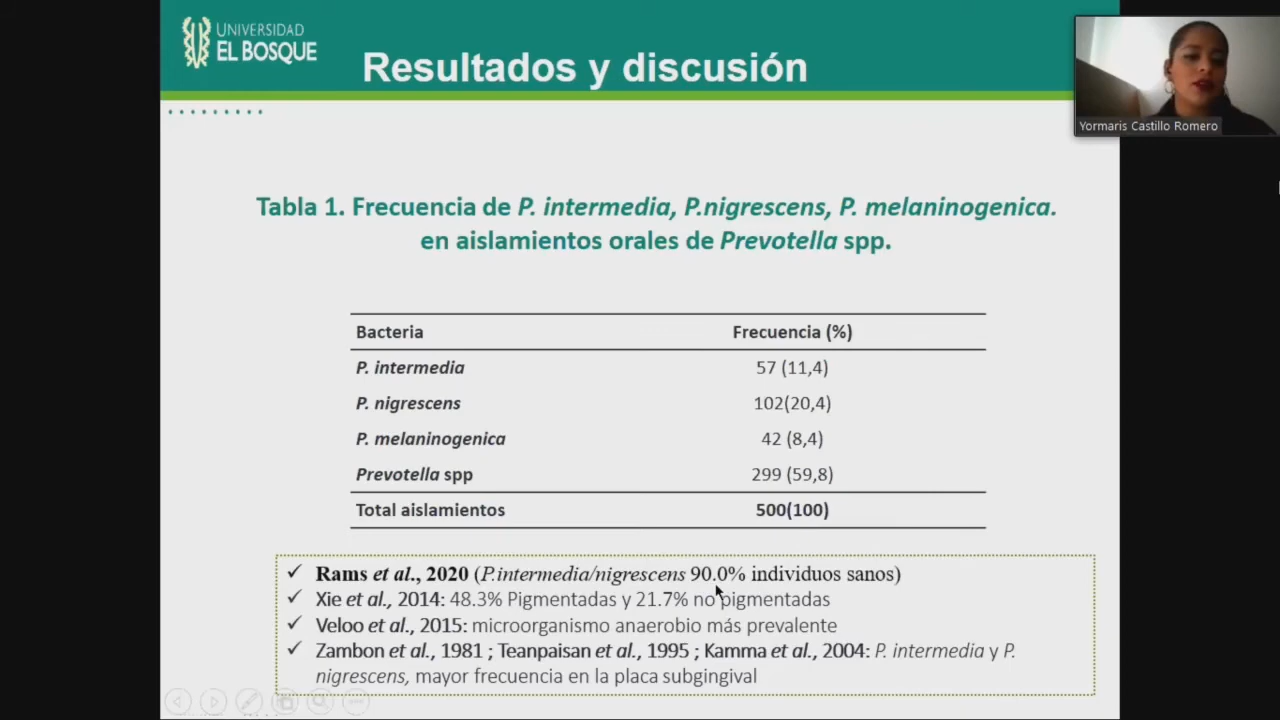 UNIVERSIDAD
EL BOSQUE
Resultados y discusión
Yormaris Castillo Romero
Tabla 1. Frecuencia de P. intermedia, P.nigrescens, P. melaninogenica.
en aislamientos orales de Prevotella spp.
Bacteria Frecuencia (%)
P. intermedia 57 (11,4)
P. nigrescens 102(20,4)
P. melaninogenica 42 (8,4)
Prevotella spp 299 (59,8)
Total aislamientos 500(100)
✓ Rams et al., 2020 (P.intermedia/nigrescens 90.0% individuos sanos)
✓ Xie et al., 2014: 48.3% Pigmentadas y 21.7% no pigmentadas
✓ Veloo et al., 2015: microorganismo anaerobio más prevalente
✓ Zambon et al., 1981 ; Teanpaisan et al., 1995 ; Kamma et al., 2004: P. intermedia y P.
nigrescens, mayor frecuencia en la placa subgingival